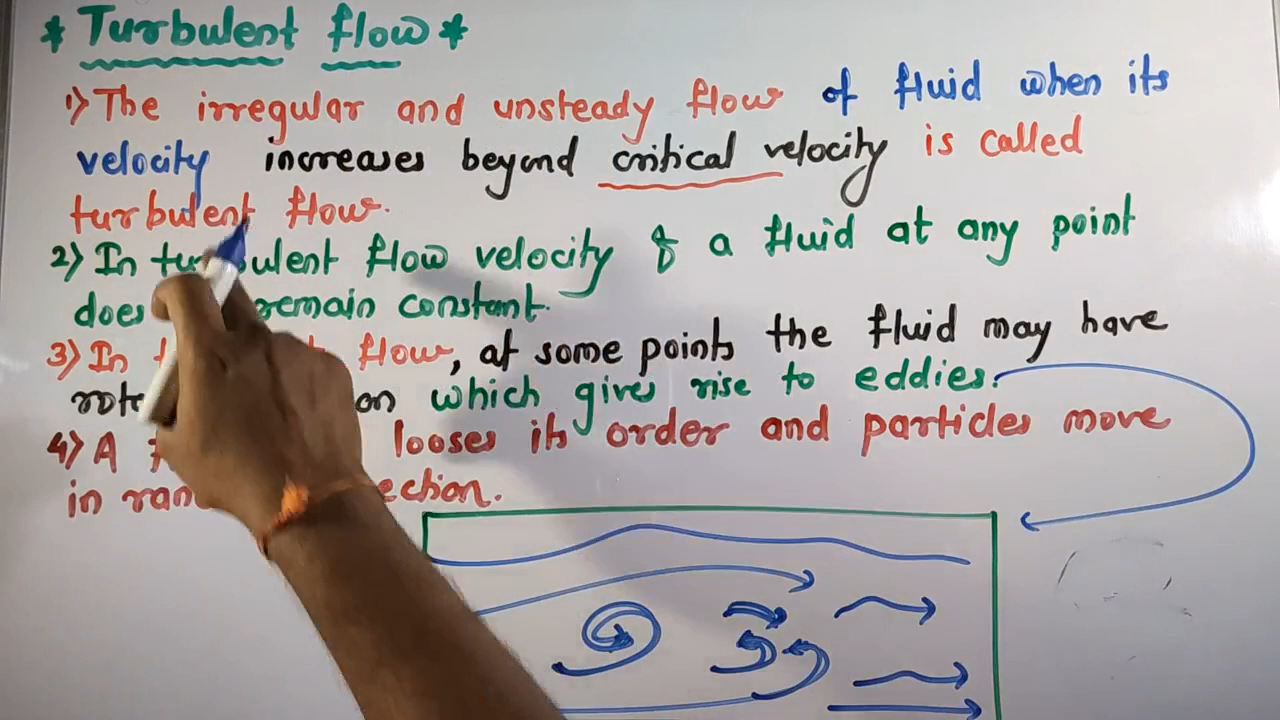 * Turbulent flow *
1) The irregular and unsteady flow of fluid when its
velocity increases beyond critical velocity is called
turbulent flow.
2) In turbulent flow velocity of a fluid at any point
does remain constant.
3) In flow, at some points the fluid may have
which gives rise to eddies.
4) A looses its order and particles move
in